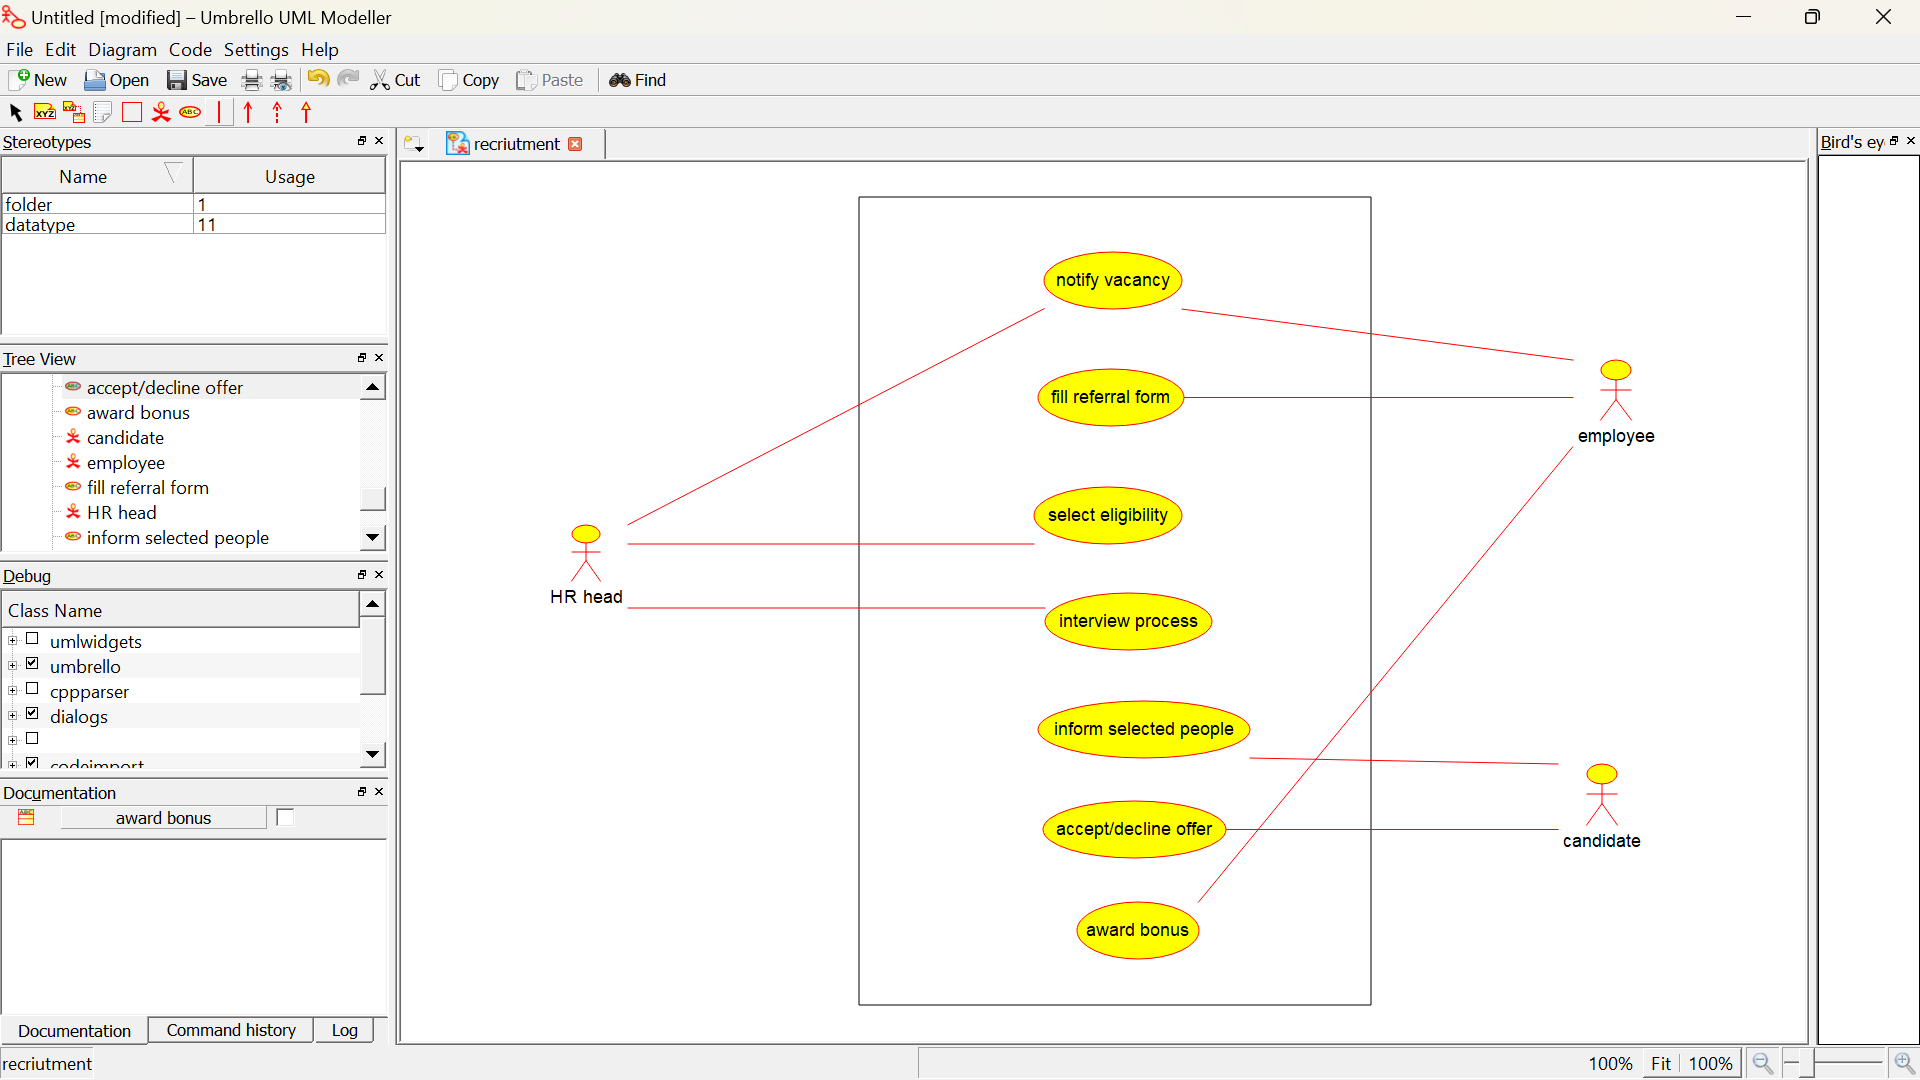 Untitled [modified] – Umbrello UML Modeller
File Edit Diagram Code Settings Help
New Open Save Cut Copy Paste Find
XYZ XYZ ABC
Stereotypes
Name Usage
folder 1
datatype 11
Tree View
accept/decline offer
award bonus
candidate
employee
fill referral form
HR head
inform selected people
Debug
Class Name
umlwidgets
umbrello
cppparser
dialogs
codeimport
Documentation
award bonus
Documentation Command history Log
recriutment
recriutment
notify vacancy
fill referral form
employee
select eligibility
HR head
interview process
inform selected people
accept/decline offer
candidate
award bonus
Bird's ey
100% Fit 100%